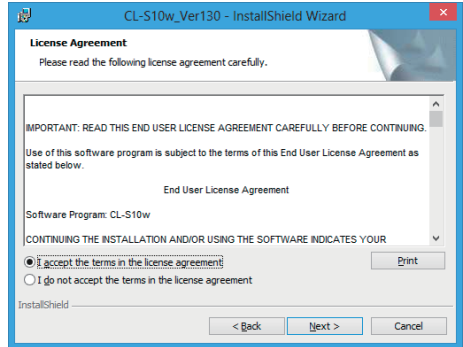 CL-S10w_Ver130 - InstallShield Wizard
License Agreement
Please read the following license agreement carefully.
IMPORTANT: READ THIS END USER LICENSE AGREEMENT CAREFULLY BEFORE CONTINUING.
Use of this software program is subject to the terms of this End User License Agreement as
stated below.
End User License Agreement
Software Program: CL-S10w
CONTINUING THE INSTALLATION AND/OR USING THE SOFTWARE INDICATES YOUR
I accept the terms in the license agreement
Print
I do not accept the terms in the license agreement
InstallShield
< Back
Next >
Cancel